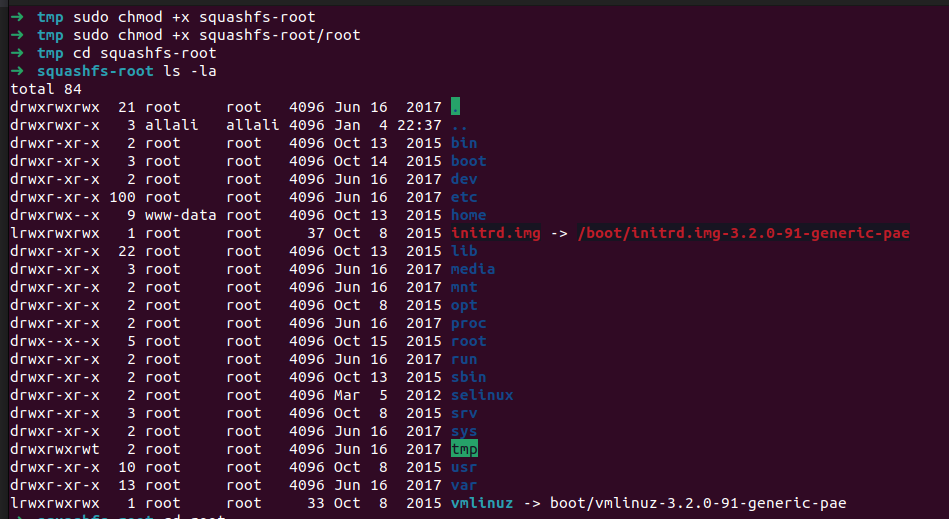 ➜  tmp sudo chmod +x squashfs-root
➜  tmp sudo chmod +x squashfs-root/root
➜  tmp cd squashfs-root
➜  squashfs-root ls -la
total 84
drwxrwxrwx  21 root     root   4096 Jun 16  2017 .
drwxrwxr-x   3 allali   allali 4096 Jan  4 22:37 ..
drwxr-xr-x   2 root     root   4096 Oct 13  2015 bin
drwxr-xr-x   3 root     root   4096 Oct 14  2015 boot
drwxr-xr-x   2 root     root   4096 Jun 16  2017 dev
drwxr-xr-x 100 root     root   4096 Jun 16  2017 etc
drwxrwx--x   9 www-data root   4096 Oct 13  2015 home
lrwxrwxrwx   1 root     root     37 Oct  8  2015 initrd.img -> /boot/initrd.img-3.2.0-91-generic-pae
drwxr-xr-x  22 root     root   4096 Oct 13  2015 lib
drwxr-xr-x   3 root     root   4096 Jun 16  2017 media
drwxr-xr-x   2 root     root   4096 Jun 16  2017 mnt
drwxr-xr-x   2 root     root   4096 Oct  8  2015 opt
drwxr-xr-x   2 root     root   4096 Jun 16  2017 proc
drwx--x--x   5 root     root   4096 Oct 15  2015 root
drwxr-xr-x   2 root     root   4096 Jun 16  2017 run
drwxr-xr-x   2 root     root   4096 Oct 13  2015 sbin
drwxr-xr-x   2 root     root   4096 Mar  5  2012 selinux
drwxr-xr-x   3 root     root   4096 Oct  8  2015 srv
drwxr-xr-x   2 root     root   4096 Jun 16  2017 sys
drwxrwxrwt   2 root     root   4096 Jun 16  2017 tmp
drwxr-xr-x  10 root     root   4096 Oct  8  2015 usr
drwxr-xr-x  13 root     root   4096 Jun 16  2017 var
lrwxrwxrwx   1 root     root     33 Oct  8  2015 vmlinuz -> boot/vmlinuz-3.2.0-91-generic-pae
➜  squashfs-root cd root